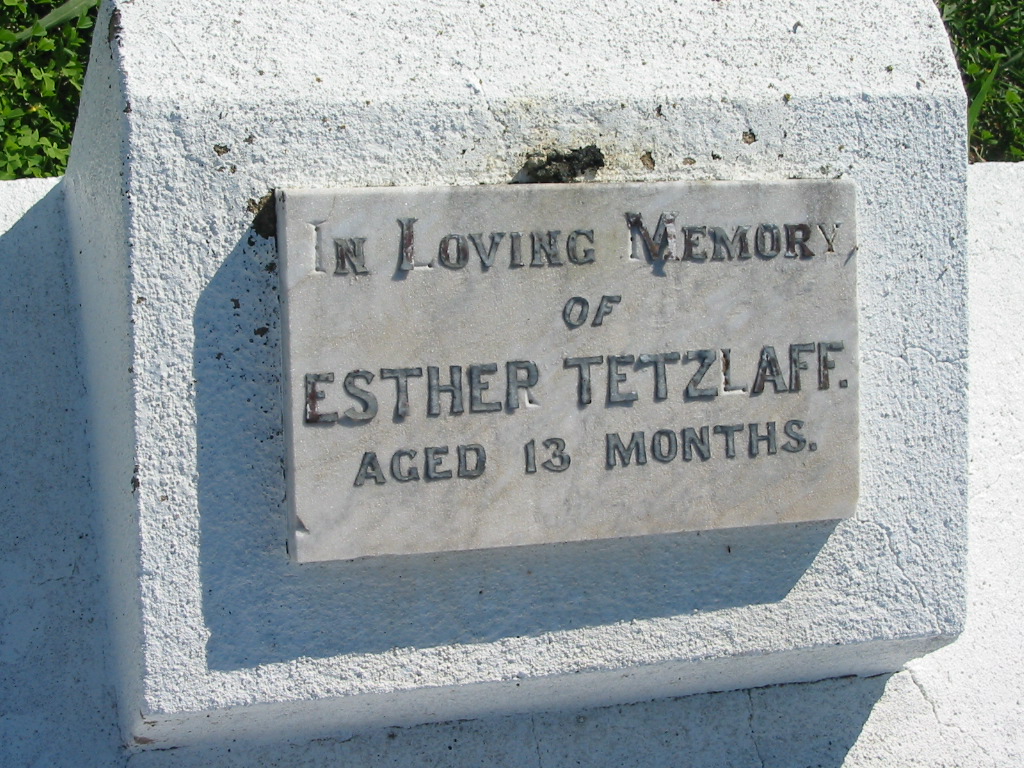 In Loving Memory
OF
ESTHER TETZLAFF.
AGED 13 MONTHS.